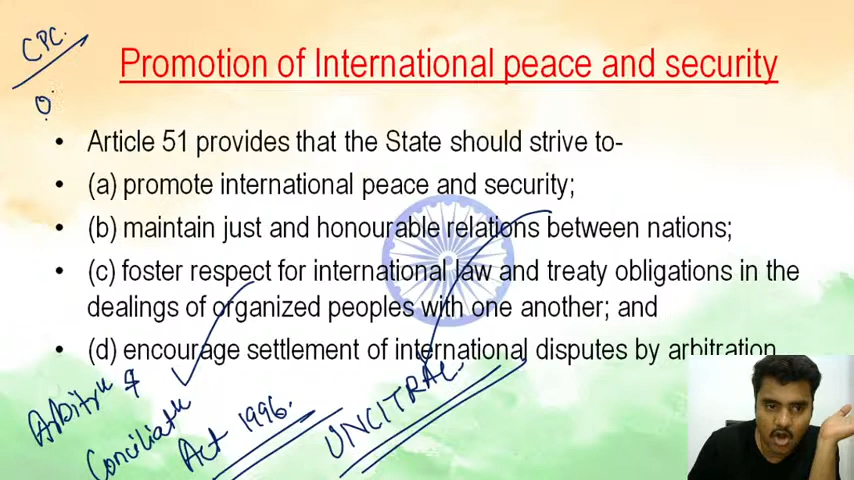 CPC.
O.
Promotion of International peace and security
• Article 51 provides that the State should strive to-
• (a) promote international peace and security;
• (b) maintain just and honourable relations between nations;
• (c) foster respect for international law and treaty obligations in the
dealings of organized peoples with one another; and
• (d) encourage settlement of international disputes by arbitration
Conciliatn
Act 1996.
UNCITRAL